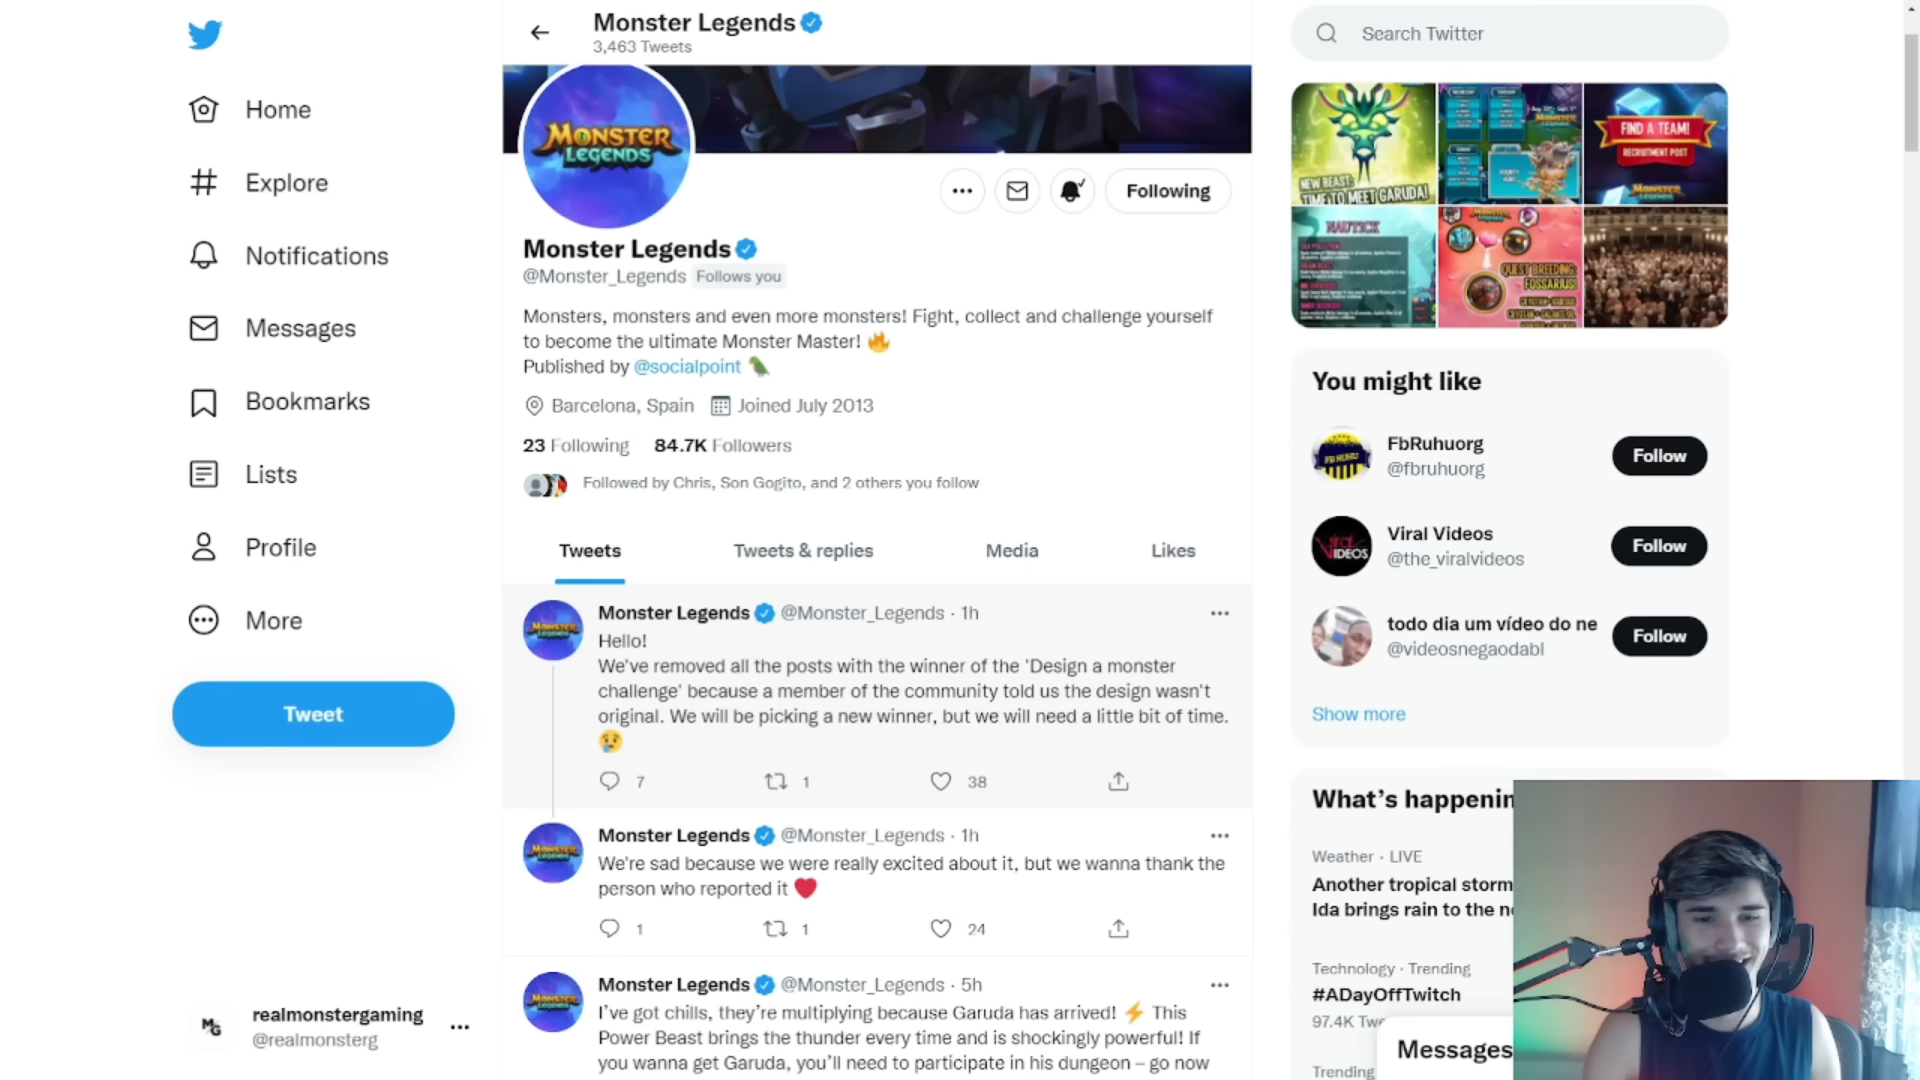 Home
Explore
Notifications
Messages
Bookmarks
Lists
Profile
More
Tweet
realmonstergaming
@realmonsterg
Monster Legends
3,463 Tweets
MONSTER
LEGENDS
Following
Monster Legends
@Monster_Legends Follows you
Monsters, monsters and even more monsters! Fight, collect and challenge yourself
to become the ultimate Monster Master! 🔥
Published by @socialpoint 🦜
Barcelona, Spain Joined July 2013
23 Following 84.7K Followers
Followed by Chris, Son Gogito, and 2 others you follow
Tweets Tweets & replies Media Likes
Monster Legends @Monster_Legends · 1h
Hello!
We've removed all the posts with the winner of the 'Design a monster
challenge' because a member of the community told us the design wasn't
original. We will be picking a new winner, but we will need a little bit of time.
😢
7 1 38
Monster Legends @Monster_Legends · 1h
We're sad because we were really excited about it, but we wanna thank the
person who reported it ❤️
1 1 24
Monster Legends @Monster_Legends · 5h
I've got chills, they're multiplying because Garuda has arrived! ⚡ This
Power Beast brings the thunder every time and is shockingly powerful! If
you wanna get Garuda, you'll need to participate in his dungeon – go now
Search Twitter
NEW BEAST:
TIME TO MEET GARUDA!
FIND A TEAM!
RECRUITMENT POST
NAUTICK
QUEST BREEDING:
FOSSARIUS
You might like
FbRuhuorg
@fbruhuorg
Follow
Viral Videos
@the_viralvideos
Follow
todo dia um vídeo do ne
@videosnegaodabl
Follow
Show more
What's happenin
Weather · LIVE
Another tropical storm
Ida brings rain to the n
Technology · Trending
#ADayOffTwitch
97.4K Twe
Trending
Messages